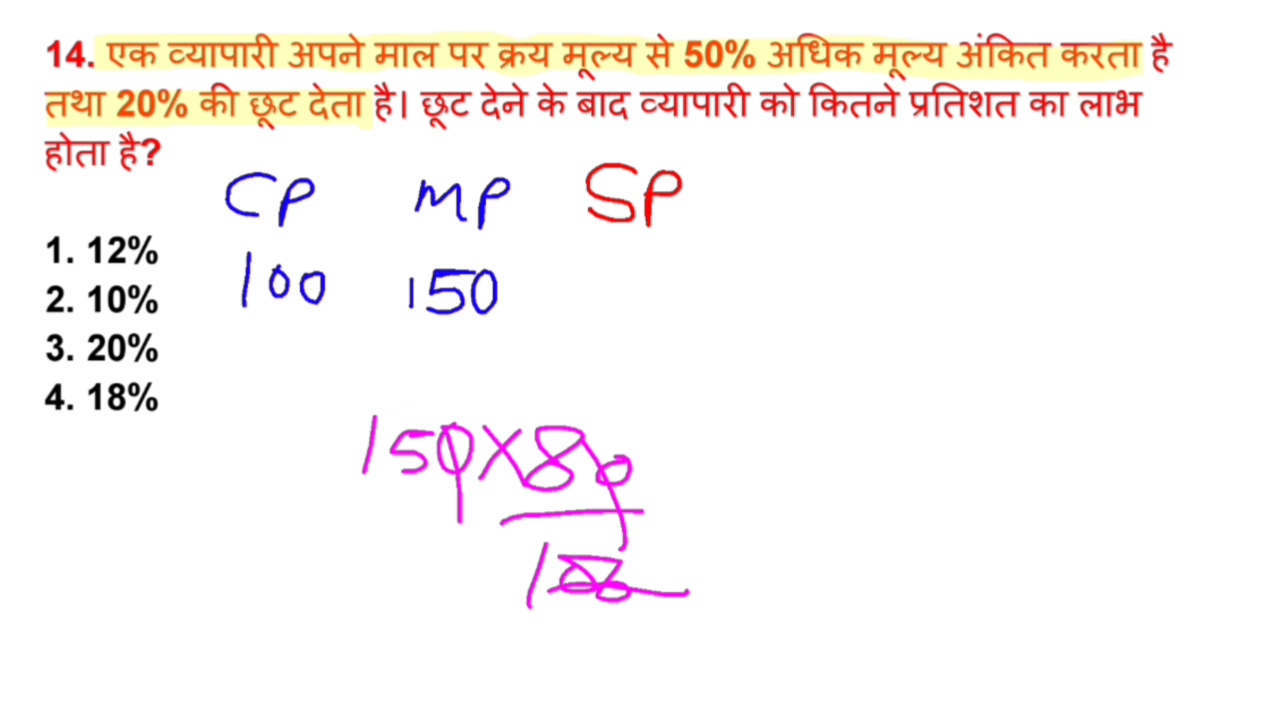 14. एक व्यापारी अपने माल पर क्रय मूल्य से 50% अधिक मूल्य अंकित करता है
तथा 20% की छूट देता है। छूट देने के बाद व्यापारी को कितने प्रतिशत का लाभ
होता है?
CP MP SP
1. 12%
100 150
2. 10%
3. 20%
4. 18%
150×80
100